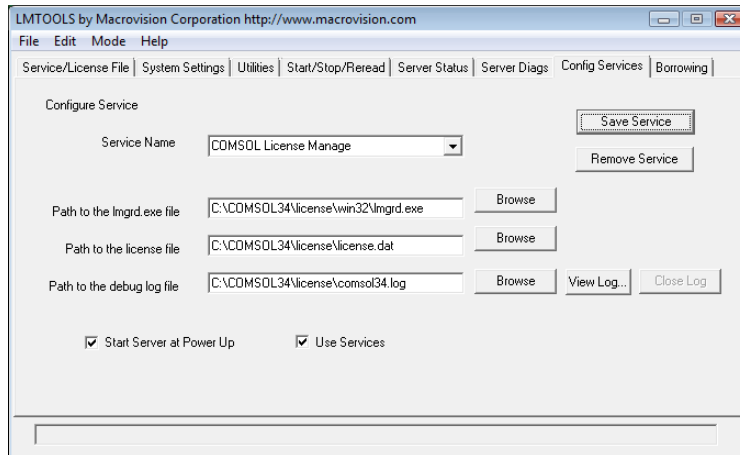 LMTOOLS by Macrovision Corporation http://www.macrovision.com
File Edit Mode Help
Service/License File System Settings Utilities Start/Stop/Reread Server Status Server Diags Config Services Borrowing
Configure Service
Save Service
Service Name COMSOL License Manage
Remove Service
Path to the lmgrd.exe file C:\COMSOL34\license\win32\lmgrd.exe Browse
Path to the license file C:\COMSOL34\license\license.dat Browse
Path to the debug log file C:\COMSOL34\license\comsol34.log Browse View Log... Close Log
Start Server at Power Up Use Services